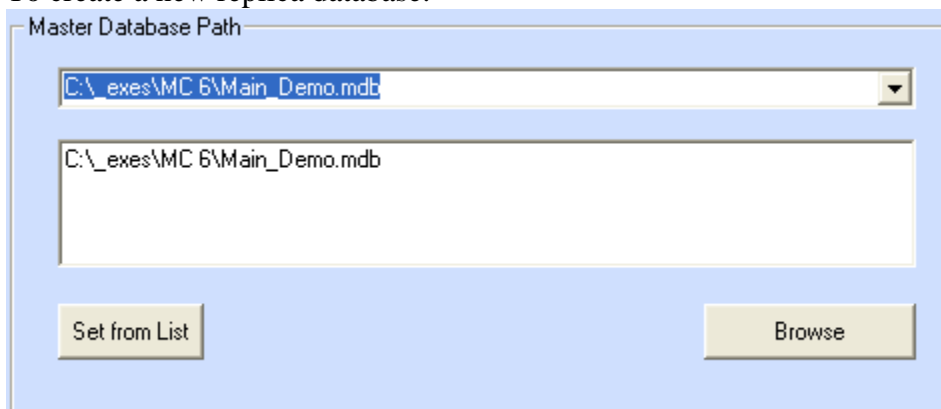 To create a new replica database:
Master Database Path
C:\_exes\MC 6\Main_Demo.mdb
C:\_exes\MC 6\Main_Demo.mdb
Set from List
Browse